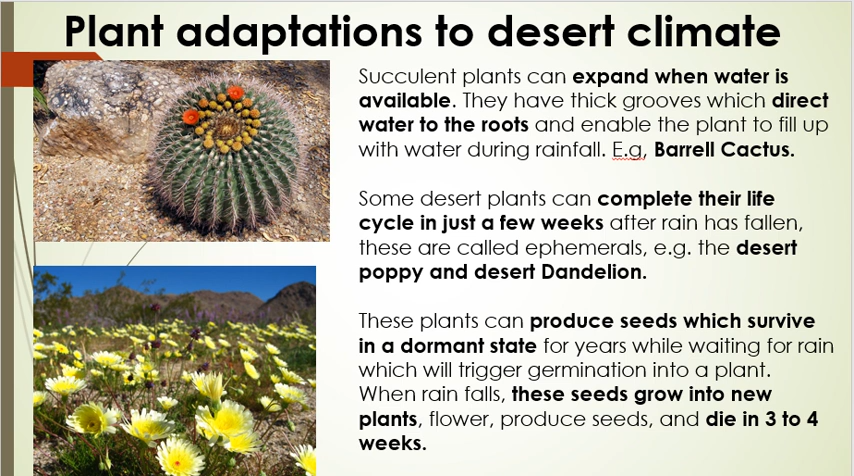 Plant adaptations to desert climate
Succulent plants can expand when water is
available. They have thick grooves which direct
water to the roots and enable the plant to fill up
with water during rainfall. E.g, Barrell Cactus.
Some desert plants can complete their life
cycle in just a few weeks after rain has fallen,
these are called ephemerals, e.g. the desert
poppy and desert Dandelion.
These plants can produce seeds which survive
in a dormant state for years while waiting for rain
which will trigger germination into a plant.
When rain falls, these seeds grow into new
plants, flower, produce seeds, and die in 3 to 4
weeks.